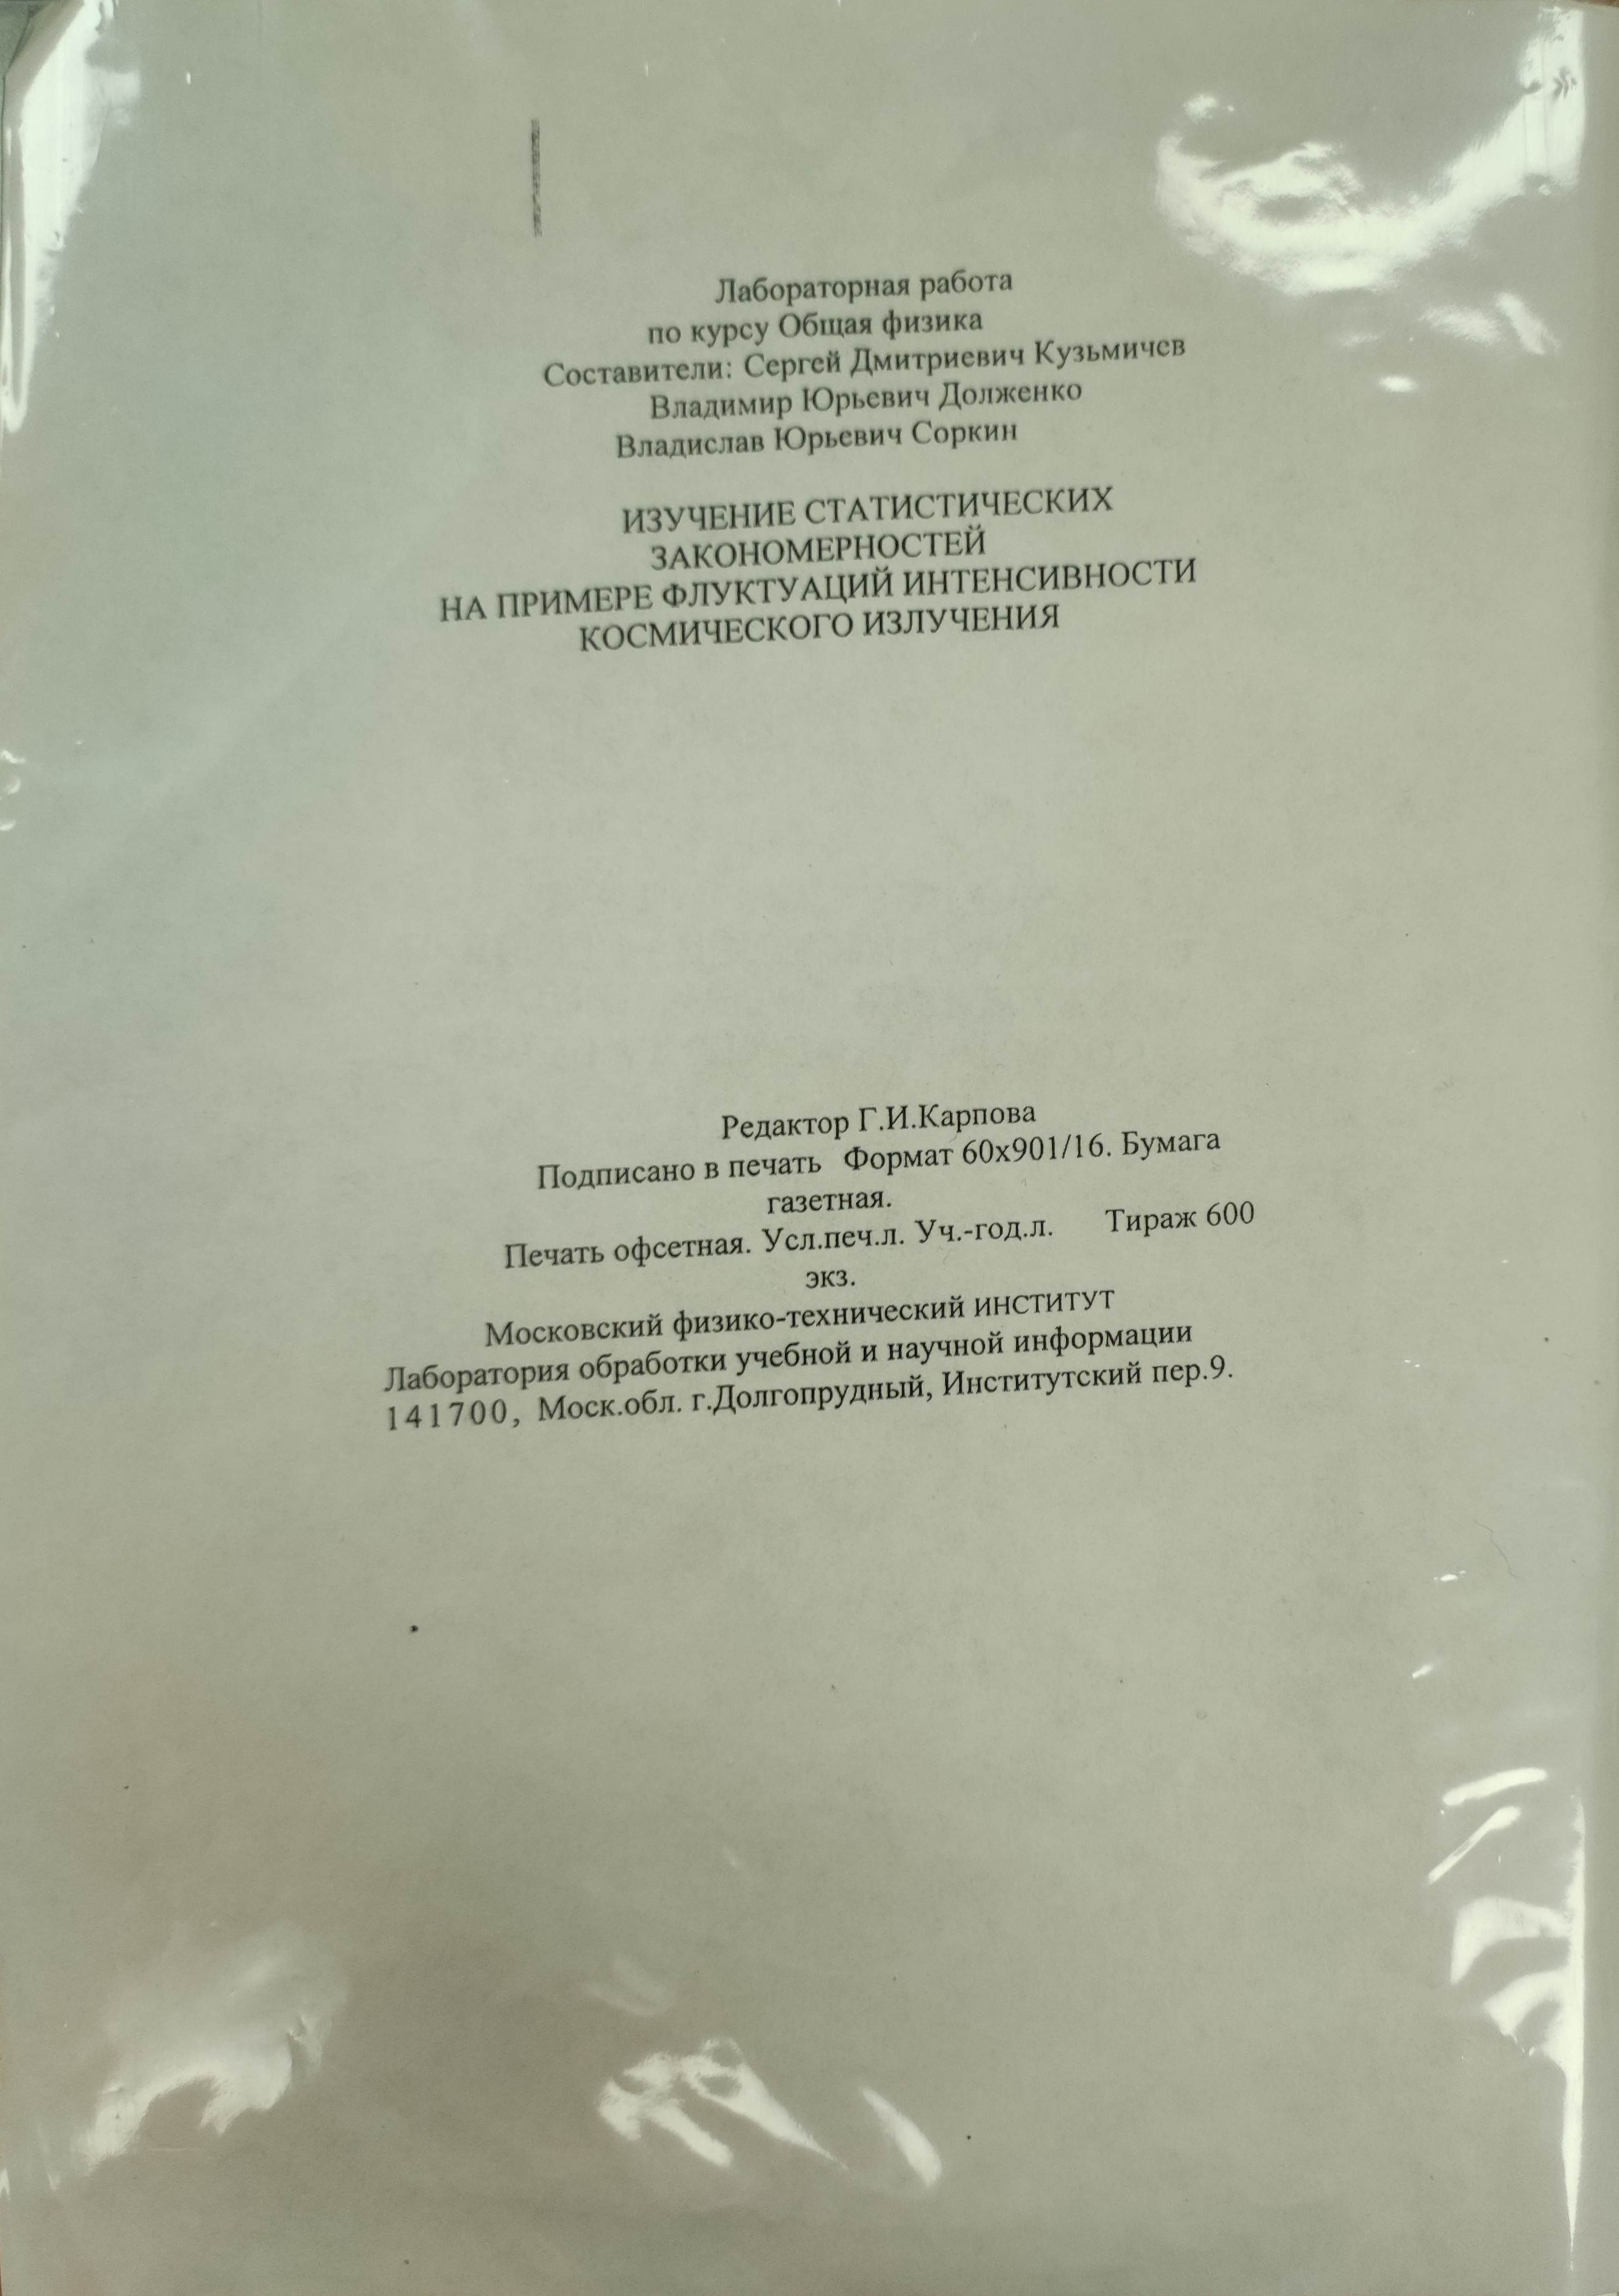 Лабораторная работа
по курсу Общая физика
Составители: Сергей Дмитриевич Кузьмичев
Владимир Юрьевич Долженко
Владислав Юрьевич Соркин
ИЗУЧЕНИЕ СТАТИСТИЧЕСКИХ
ЗАКОНОМЕРНОСТЕЙ
НА ПРИМЕРЕ ФЛУКТУАЦИЙ ИНТЕНСИВНОСТИ
КОСМИЧЕСКОГО ИЗЛУЧЕНИЯ
Редактор Г.И.Карпова
Подписано в печать Формат 60х901/16. Бумага
газетная.
Печать офсетная. Усл.печ.л. Уч.-год.л. Тираж 600
экз.
Московский физико-технический ИНСТИТУТ
Лаборатория обработки учебной и научной информации
141700, Моск.обл. г.Долгопрудный, Институтский пер.9.